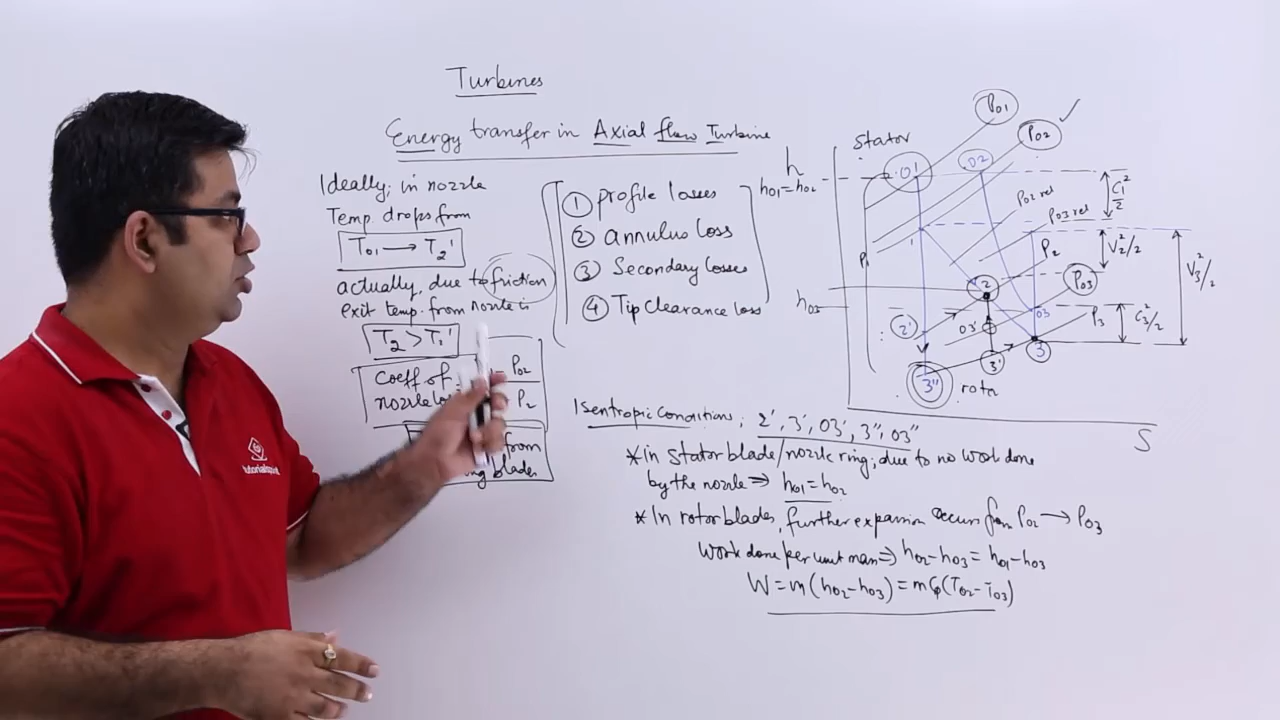 Turbines
Energy transfer in Axial flow Turbine
Ideally, in nozzle
Temp. drops from
T01 → T2'
actually, due to friction
exit temp. from nozzle is
T2 > T2'
coeff of
nozzle
P02
P2
from
blades
① profile losses
② annulus loss
③ Secondary losses
④ Tip Clearance loss
Stator
h
h01=h02
h03
P01
P02
01
02
P02 rel
P03 rel
P1
P2
P03
P3
1
2
2'
03
03'
3
3'
3''
rotor
S
C1²/2
V2²/2
V3²/2
C3²/2
Isentropic Conditions; 2', 3', 03', 3'', 03''
* in stator blade/nozzle ring; due to no work done
by the nozzle ⇒ h01 = h02
* In rotor blades, further expansion occurs from P02 → P03
Work done per unit mass ⇒ h02 - h03 = h01 - h03
W = m (h02 - h03) = m Cp (T02 - T03)